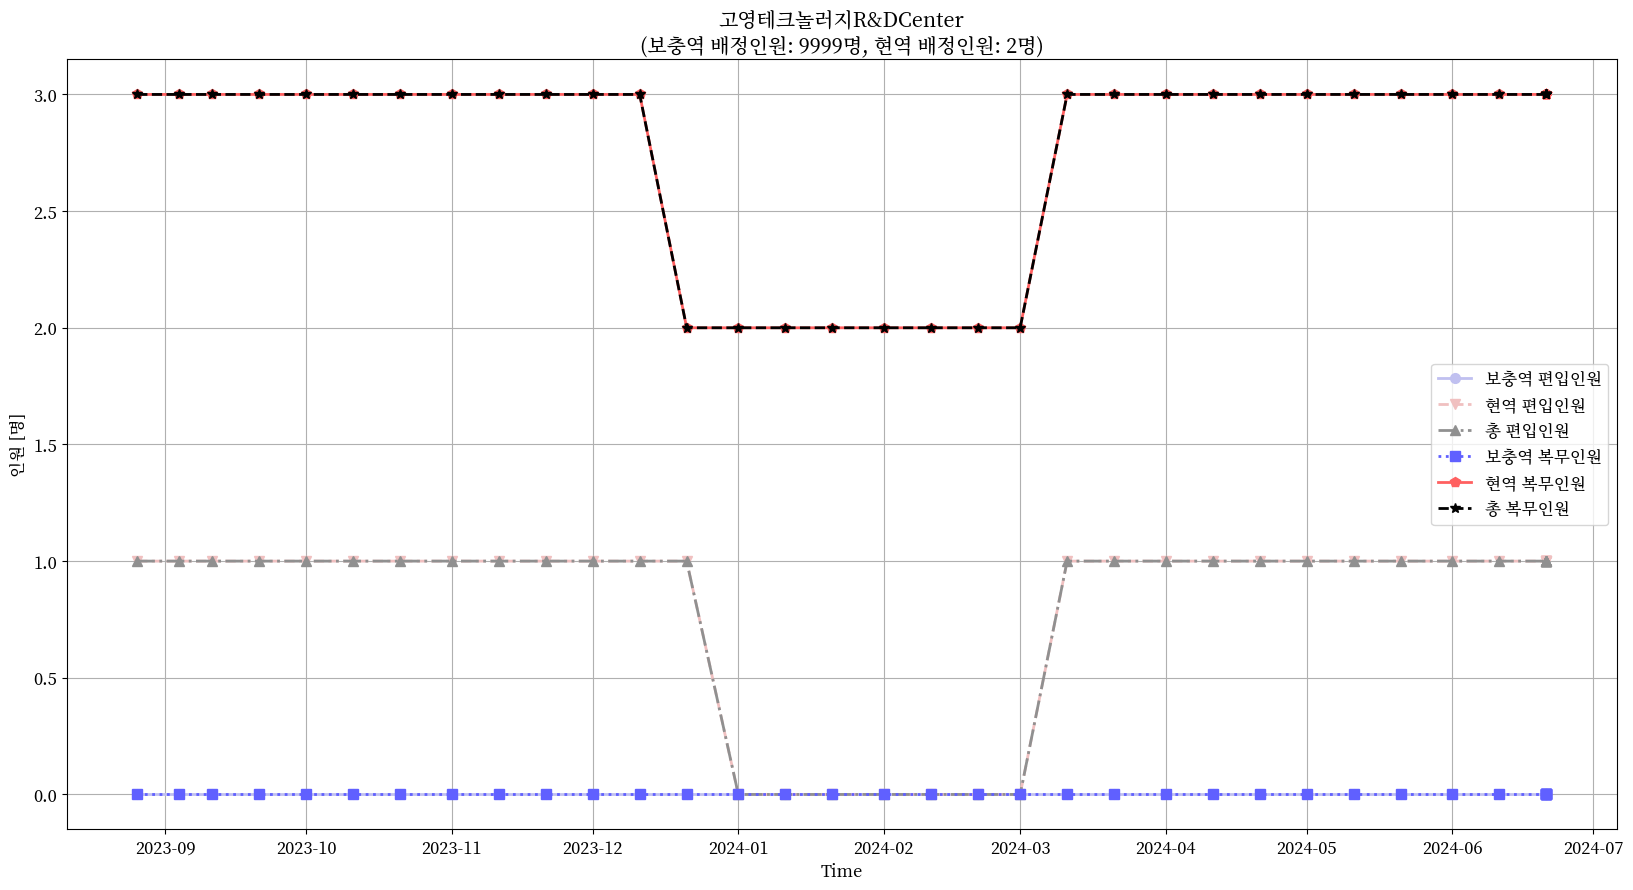 고영테크놀러지R&DCenter
(보충역 배정인원: 9999명, 현역 배정인원: 2명)
3.0
2.5
2.0
1.5
1.0
0.5
0.0
인원 [명]
보충역 편입인원
현역 편입인원
총 편입인원
보충역 복무인원
현역 복무인원
총 복무인원
2023-09 2023-10 2023-11 2023-12 2024-01 2024-02 2024-03 2024-04 2024-05 2024-06 2024-07
Time